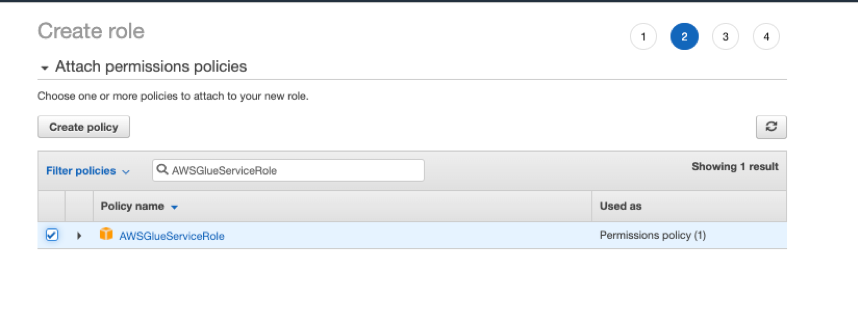 Create role
1 2 3 4
Attach permissions policies
Choose one or more policies to attach to your new role.
Create policy
Filter policies AWSGlueServiceRole Showing 1 result
Policy name Used as
AWSGlueServiceRole Permissions policy (1)